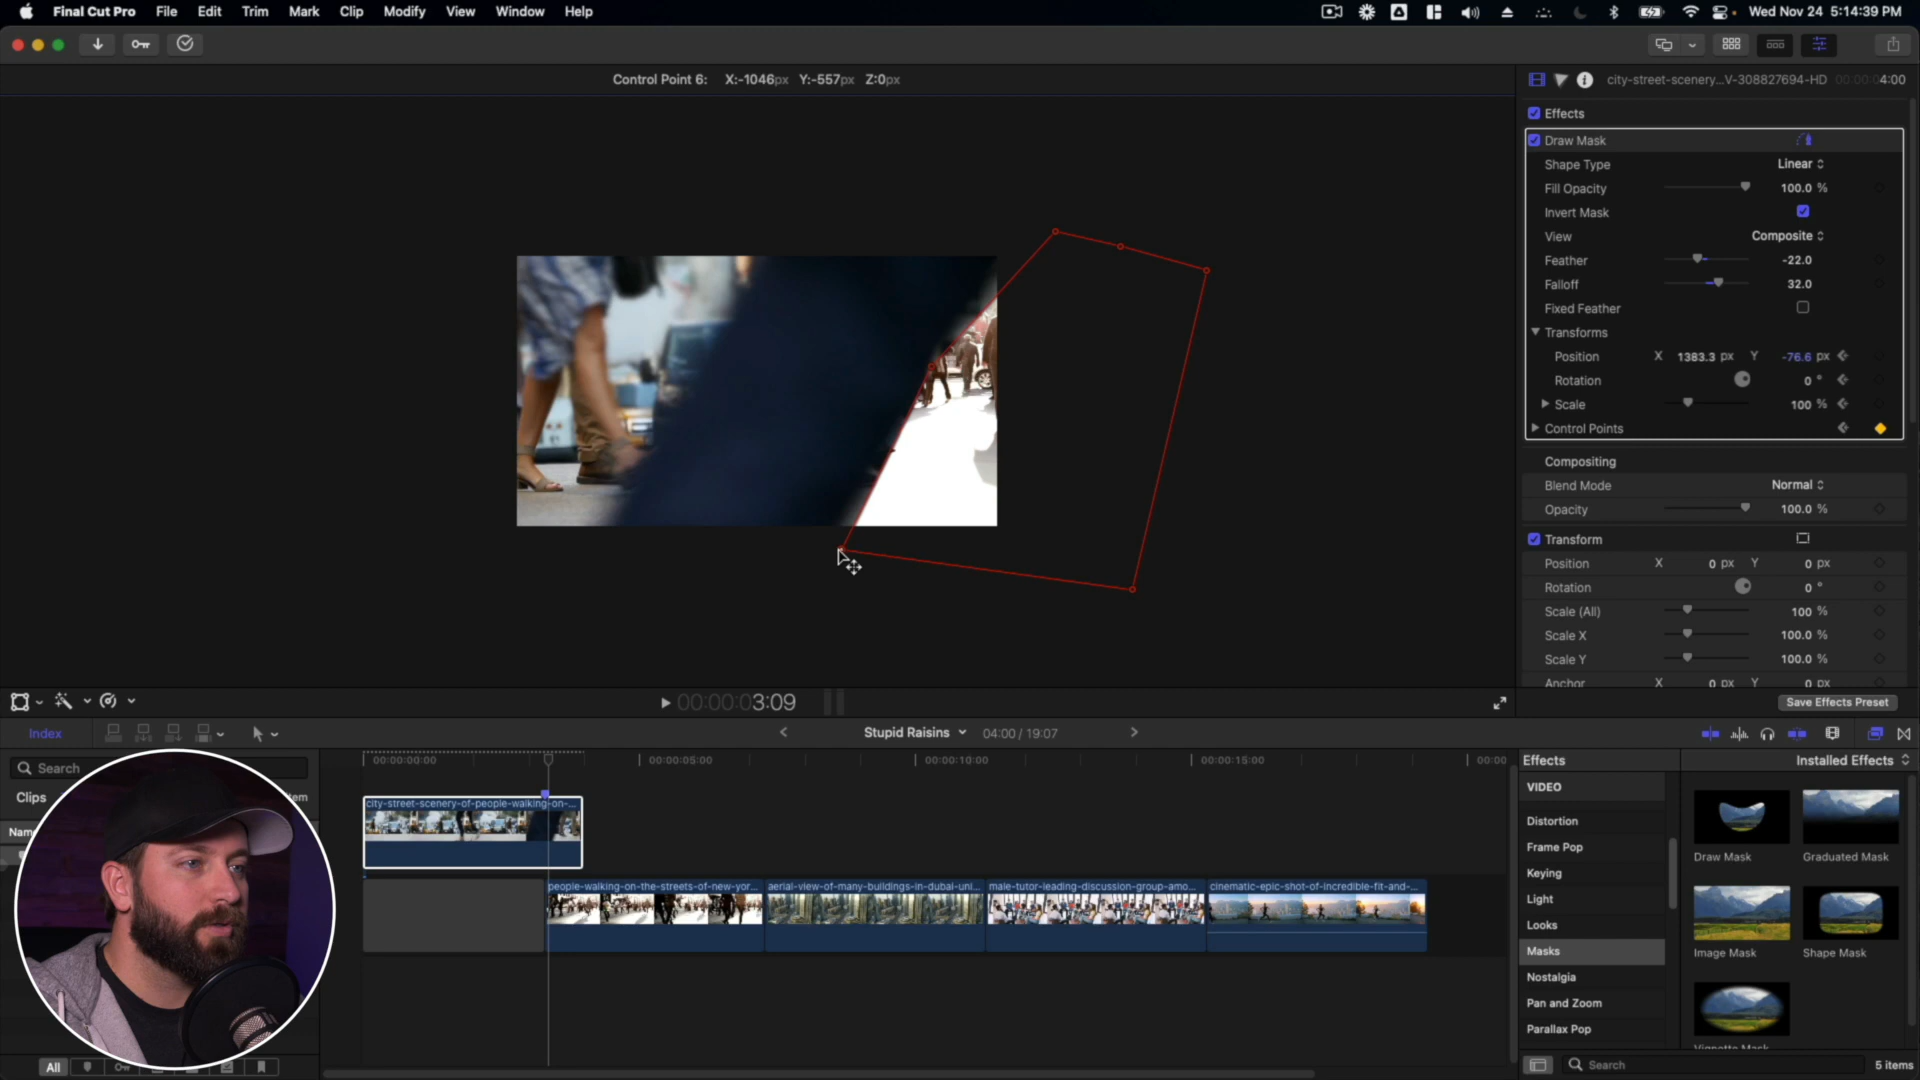 Final Cut Pro File Edit Trim Mark Clip Modify View Window Help
Wed Nov 24 5:14:39 PM
Control Point 6: X:-1046px Y:-557px Z:0px
city-street-scenery...V-308827694-HD 00:00:04:00
Effects
Draw Mask
Shape Type Linear
Fill Opacity 100.0 %
Invert Mask
View Composite
Feather -22.0
Falloff 32.0
Fixed Feather
Transforms
Position X 1383.3 px Y -76.6 px
Rotation 0 °
Scale 100 %
Control Points
Compositing
Blend Mode Normal
Opacity 100.0 %
Transform
Position X 0 px Y 0 px
Rotation 0 °
Scale (All) 100 %
Scale X 100.0 %
Scale Y 100.0 %
Anchor X 0 px Y 0 px
00:00:03:09
Save Effects Preset
Index
Stupid Raisins 04:00 / 19:07
Search
Clips
00:00:00:00 00:00:05:00 00:00:10:00 00:00:15:00 00:00
city-street-scenery-of-people-walking-on-...
people-walking-on-the-streets-of-new-yor... aerial-view-of-many-buildings-in-dubai-uni... male-tutor-leading-discussion-group-amo... cinematic-epic-shot-of-incredible-fit-and-...
All
Effects Installed Effects
VIDEO
Distortion
Frame Pop
Keying
Light
Looks
Masks
Nostalgia
Pan and Zoom
Parallax Pop
Draw Mask Graduated Mask
Image Mask Shape Mask
Vignette Mask
Search 5 items